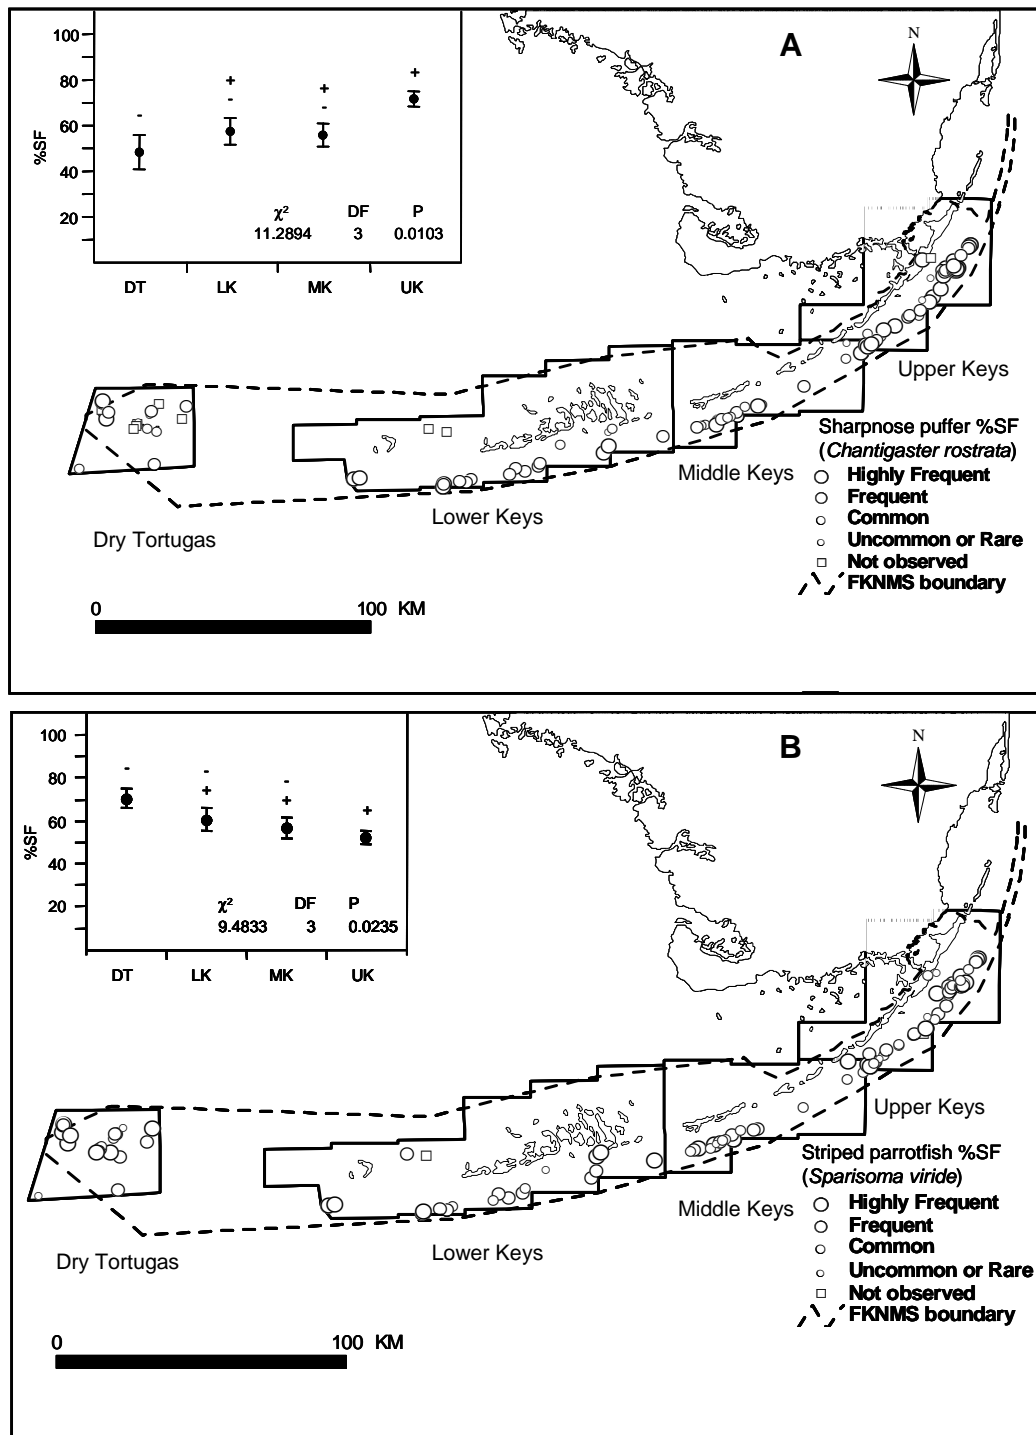 A
N
100
80
60
40
20
%SF
-
+
-
+
-
+
χ² DF P
11.2894 3 0.0103
DT LK MK UK
Upper Keys
Middle Keys
Lower Keys
Dry Tortugas
Sharpnose puffer %SF
(Chantigaster rostrata)
Highly Frequent
Frequent
Common
Uncommon or Rare
Not observed
FKNMS boundary
0 100 KM
B
N
100
80
60
40
20
%SF
-
-
+
-
+
+
χ² DF P
9.4833 3 0.0235
DT LK MK UK
Upper Keys
Middle Keys
Lower Keys
Dry Tortugas
Striped parrotfish %SF
(Sparisoma viride)
Highly Frequent
Frequent
Common
Uncommon or Rare
Not observed
FKNMS boundary
0 100 KM